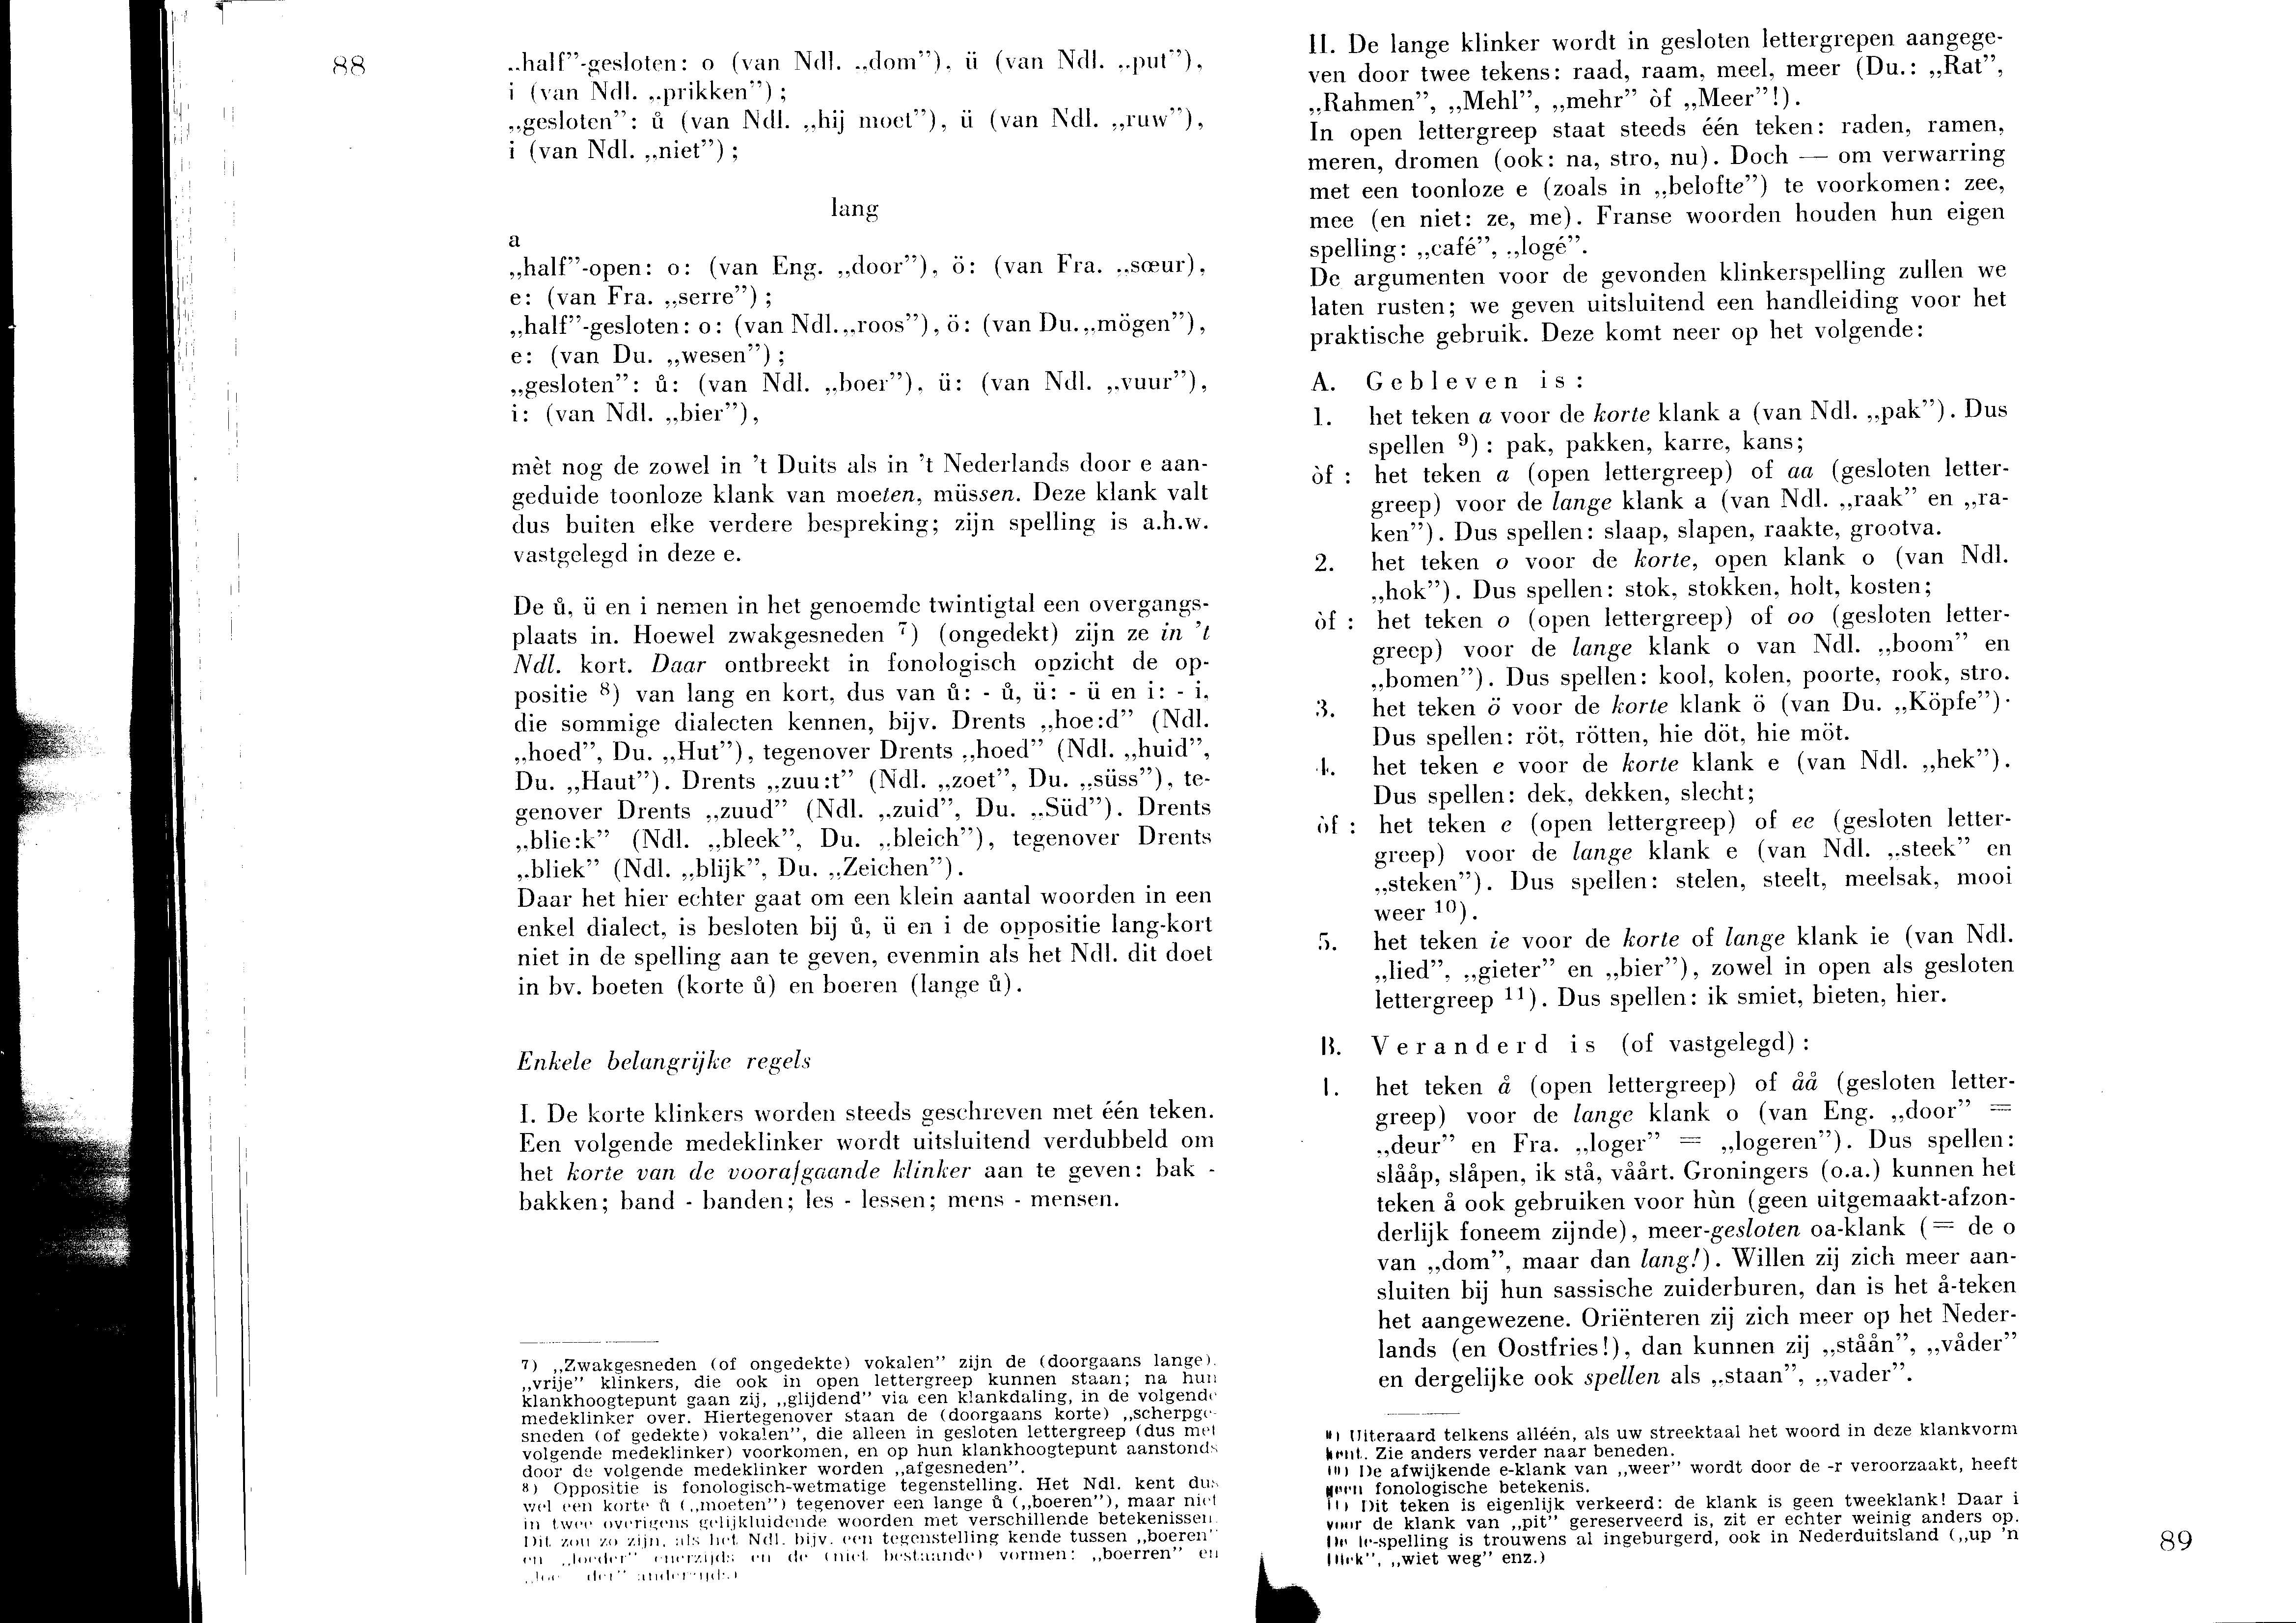 88
„half”-gesloten: o (van Ndl. „dom”), ü (van Ndl. „put”),
i (van Ndl. „prikken”) ;
„gesloten”: ů (van Ndl. „hij moet”), ü (van Ndl. „ruw”),
i (van Ndl. „niet”) ;
lang
a
„half”-open: o: (van Eng. „door”), ö: (van Fra. „sœur),
e: (van Fra. „serre”) ;
„half”-gesloten: o: (van Ndl. „roos”), ö: (van Du. „mögen”),
e: (van Du. „wesen”) ;
„gesloten”: ů: (van Ndl. „boer”), ü: (van Ndl. „vuur”),
i: (van Ndl. „bier”),
mèt nog de zowel in 't Duits als in 't Nederlands door e aan-
geduide toonloze klank van moeten, müssen. Deze klank valt
dus buiten elke verdere bespreking; zijn spelling is a.h.w.
vastgelegd in deze e.
De ů, ü en i nemen in het genoemde twintigtal een overgangs-
plaats in. Hoewel zwakgesneden 7) (ongedekt) zijn ze in 't
Ndl. kort. Daar ontbreekt in fonologisch opzicht de op-
positie 8) van lang en kort, dus van ů: - ů, ü: - ü en i: - i,
die sommige dialecten kennen, bijv. Drents „hoe:d” (Ndl.
„hoed”, Du. „Hut”), tegenover Drents „hoed” (Ndl. „huid”,
Du. „Haut”). Drents „zuu:t” (Ndl. „zoet”, Du. „süss”), te-
genover Drents „zuud” (Ndl. „zuid”, Du. „Süd”). Drents
„blie:k” (Ndl. „bleek”, Du. „bleich”), tegenover Drents
„bliek” (Ndl. „blijk”, Du. „Zeichen”).
Daar het hier echter gaat om een klein aantal woorden in een
enkel dialect, is besloten bij ů, ü en i de oppositie lang-kort
niet in de spelling aan te geven, evenmin als het Ndl. dit doet
in bv. boeten (korte ů) en boeren (lange ů).
Enkele belangrijke regels
I. De korte klinkers worden steeds geschreven met één teken.
Een volgende medeklinker wordt uitsluitend verdubbeld om
het korte van de voorafgaande klinker aan te geven: bak -
bakken; band - banden; les - lessen; mens - mensen.
7) „Zwakgesneden (of ongedekte) vokalen” zijn de (doorgaans lange).
„vrije” klinkers, die ook in open lettergreep kunnen staan; na hun
klankhoogtepunt gaan zij, „glijdend” via een klankdaling, in de volgende
medeklinker over. Hiertegenover staan de (doorgaans korte) „scherpge-
sneden (of gedekte) vokalen”, die alleen in gesloten lettergreep (dus met
volgende medeklinker) voorkomen, en op hun klankhoogtepunt aanstonds
door de volgende medeklinker worden „afgesneden”.
8) Oppositie is fonologisch-wetmatige tegenstelling. Het Ndl. kent dus
wel een korte ů („moeten”) tegenover een lange ů („boeren”), maar niet
in twee overigens gelijkluidende woorden met verschillende betekenissen.
Dit zou zo zijn, als het Ndl. bijv. een tegenstelling kende tussen „boeren”
en „loeder” enerzijds en de (niet bestaande) vormen: „boerren” en
anderzijds.)
II. De lange klinker wordt in gesloten lettergrepen aangege-
ven door twee tekens: raad, raam, meel, meer (Du.: „Rat”,
„Rahmen”, „Mehl”, „mehr” òf „Meer”!).
In open lettergreep staat steeds één teken: raden, ramen,
meren, dromen (ook: na, stro, nu). Doch — om verwarring
met een toonloze e (zoals in „belofte”) te voorkomen: zee,
mee (en niet: ze, me). Franse woorden houden hun eigen
spelling: „café”, „logé”.
De argumenten voor de gevonden klinkerspelling zullen we
laten rusten; we geven uitsluitend een handleiding voor het
praktische gebruik. Deze komt neer op het volgende:
A. Gebleven is:
1. het teken a voor de korte klank a (van Ndl. „pak”). Dus
spellen 9) : pak, pakken, karre, kans;
òf : het teken a (open lettergreep) of aa (gesloten letter-
greep) voor de lange klank a (van Ndl. „raak” en „ra-
ken”). Dus spellen: slaap, slapen, raakte, grootva.
2. het teken o voor de korte, open klank o (van Ndl.
„hok”). Dus spellen: stok, stokken, holt, kosten;
òf : het teken o (open lettergreep) of oo (gesloten letter-
greep) voor de lange klank o van Ndl. „boom” en
„bomen”). Dus spellen: kool, kolen, poorte, rook, stro.
3. het teken ö voor de korte klank ö (van Du. „Köpfe”).
Dus spellen: röt, rötten, hie döt, hie möt.
4. het teken e voor de korte klank e (van Ndl. „hek”).
Dus spellen: dek, dekken, slecht;
òf : het teken e (open lettergreep) of ee (gesloten letter-
greep) voor de lange klank e (van Ndl. „steek” en
„steken”). Dus spellen: stelen, steelt, meelsak, mooi
weer 10).
5. het teken ie voor de korte of lange klank ie (van Ndl.
„lied”, „gieter” en „bier”), zowel in open als gesloten
lettergreep 11). Dus spellen: ik smiet, bieten, hier.
B. Veranderd is (of vastgelegd) :
1. het teken å (open lettergreep) of åå (gesloten letter-
greep) voor de lange klank o (van Eng. „door” =
„deur” en Fra. „loger” = „logeren”). Dus spellen:
slååp, slåpen, ik stå, våårt. Groningers (o.a.) kunnen het
teken å ook gebruiken voor hùn (geen uitgemaakt-afzon-
derlijk foneem zijnde), meer-gesloten oa-klank (= de o
van „dom”, maar dan lang!). Willen zij zich meer aan-
sluiten bij hun sassische zuiderburen, dan is het å-teken
het aangewezene. Oriënteren zij zich meer op het Neder-
lands (en Oostfries!), dan kunnen zij „ståån”, „våder”
en dergelijke ook spellen als „staan”, „vader”.
9) Uiteraard telkens alléén, als uw streektaal het woord in deze klankvorm
kent. Zie anders verder naar beneden.
10) De afwijkende e-klank van „weer” wordt door de -r veroorzaakt, heeft
geen fonologische betekenis.
11) Dit teken is eigenlijk verkeerd: de klank is geen tweeklank! Daar i
voor de klank van „pit” gereserveerd is, zit er echter weinig anders op.
De ie-spelling is trouwens al ingeburgerd, ook in Nederduitsland („up 'n
Diek”, „wiet weg” enz.)
89